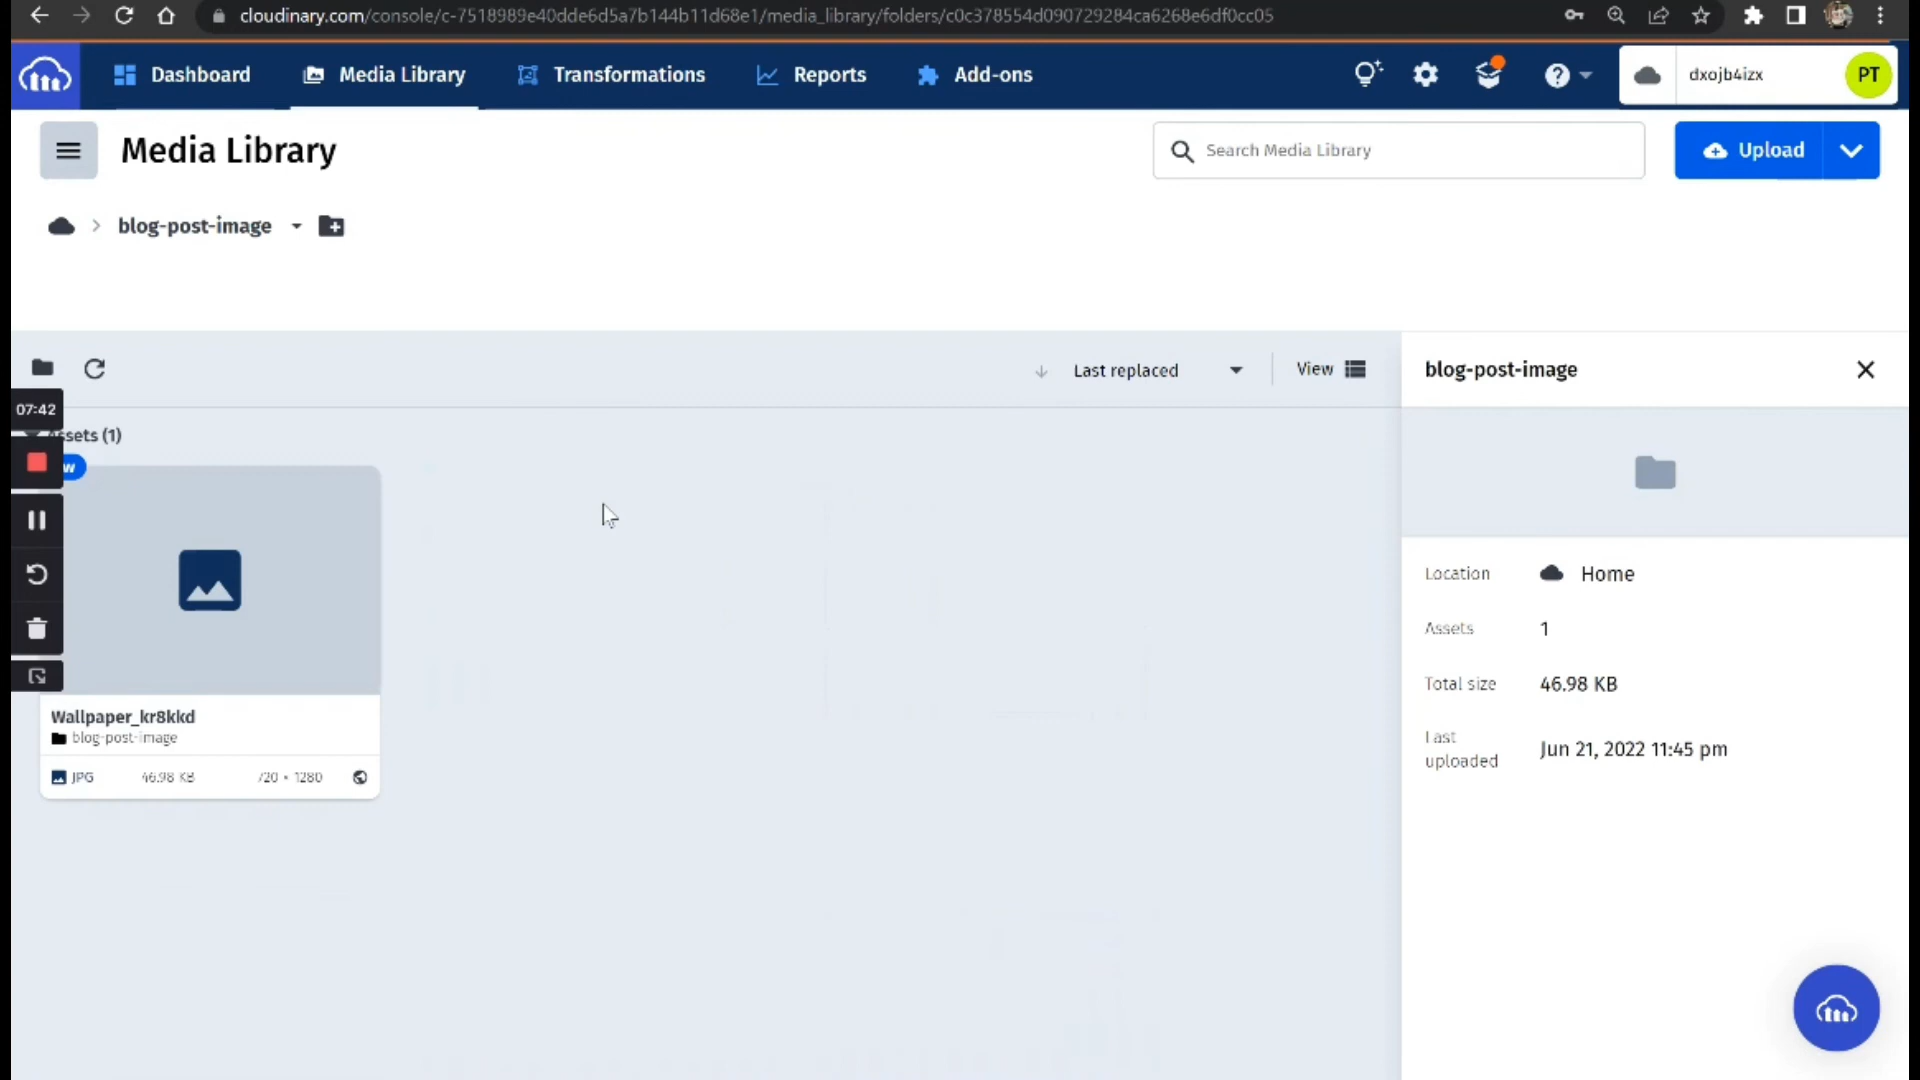 cloudinary.com/console/c-7518989e40dde6d5a7b144b11d68e1/media_library/folders/c0c378554d090729284ca6268e6df0cc05
Dashboard
Media Library
Transformations
Reports
Add-ons
dxojb4izx
PT
Media Library
Search Media Library
Upload
blog-post-image
Last replaced
View
blog-post-image
07:42
ssets (1)
w
Location
Home
Assets
1
Total size
46.98 KB
Last
uploaded
Jun 21, 2022 11:45 pm
Wallpaper_kr8kkd
blog-post-image
JPG
46.98 KB
720 × 1280